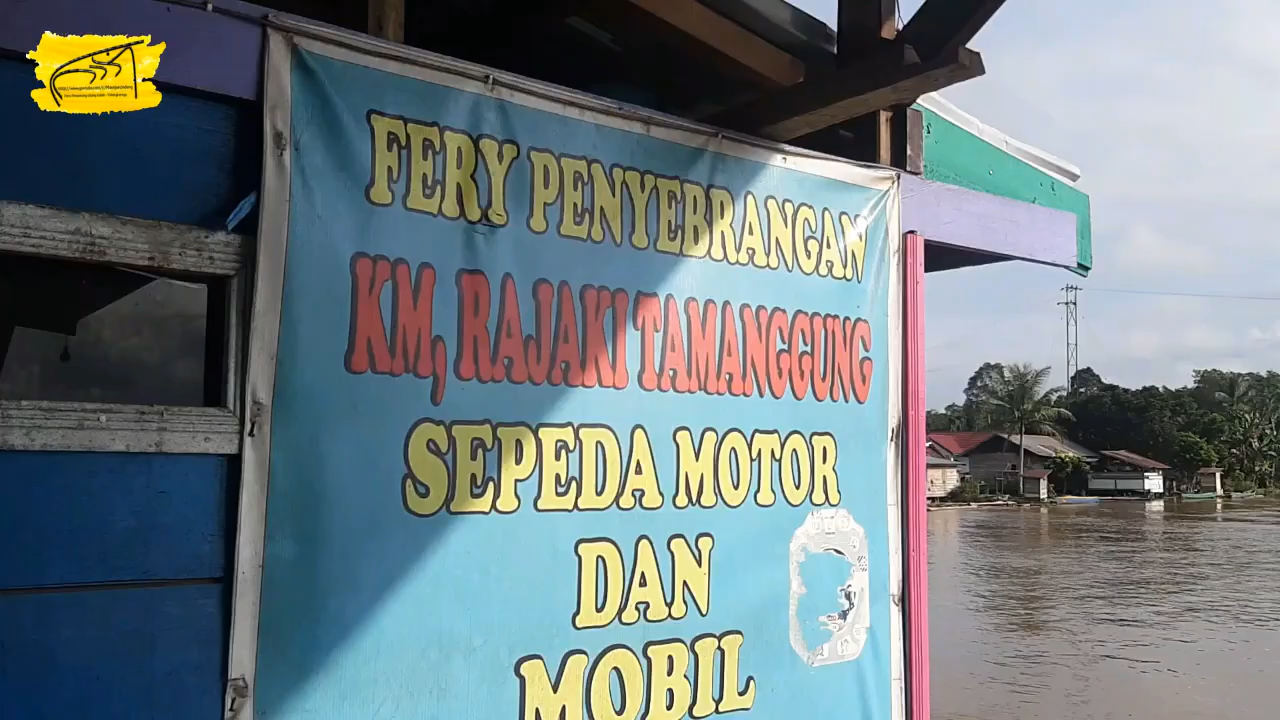 FERY PENYEBRANGAN
KM, RAJAKI TAMANGGUNG
SEPEDA MOTOR
DAN
MOBIL